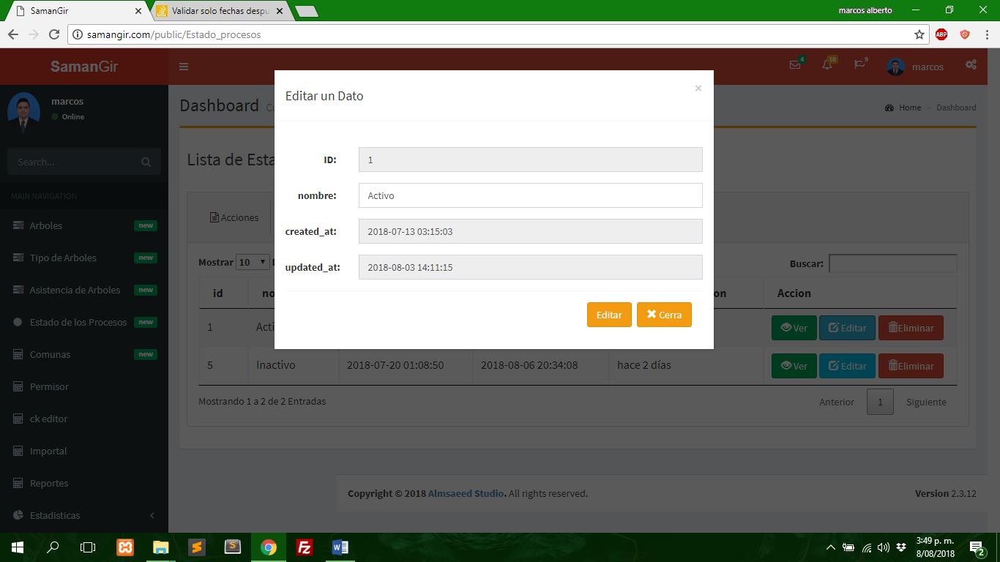 SamanGir
Validar solo fechas despu
marcos alberto
samangir.com/public/Estado_procesos
ABP
SamanGir
4
10
9
marcos
marcos
Online
Search...
MAIN NAVIGATION
Arboles new
Tipo de Arboles new
Asistencia de Arboles new
Estado de los Procesos new
Comunas new
Permisor
ck editor
Importal
Reportes
Estadisticas
Dashboard
Home > Dashboard
Lista de Esta
Acciones
Mostrar 10
Buscar:
id
no
on
Accion
1
Acti
Ver
Editar
Eliminar
5
Inactivo
2018-07-20 01:08:50
2018-08-06 20:34:08
hace 2 días
Ver
Editar
Eliminar
Mostrando 1 a 2 de 2 Entradas
Anterior
1
Siguiente
Editar un Dato
×
ID:
1
nombre:
Activo
created_at:
2018-07-13 03:15:03
updated_at:
2018-08-03 14:11:15
Editar
Cerra
Copyright © 2018 Almsaeed Studio. All rights reserved.
Version 2.3.12
3:49 p. m.
8/08/2018
2